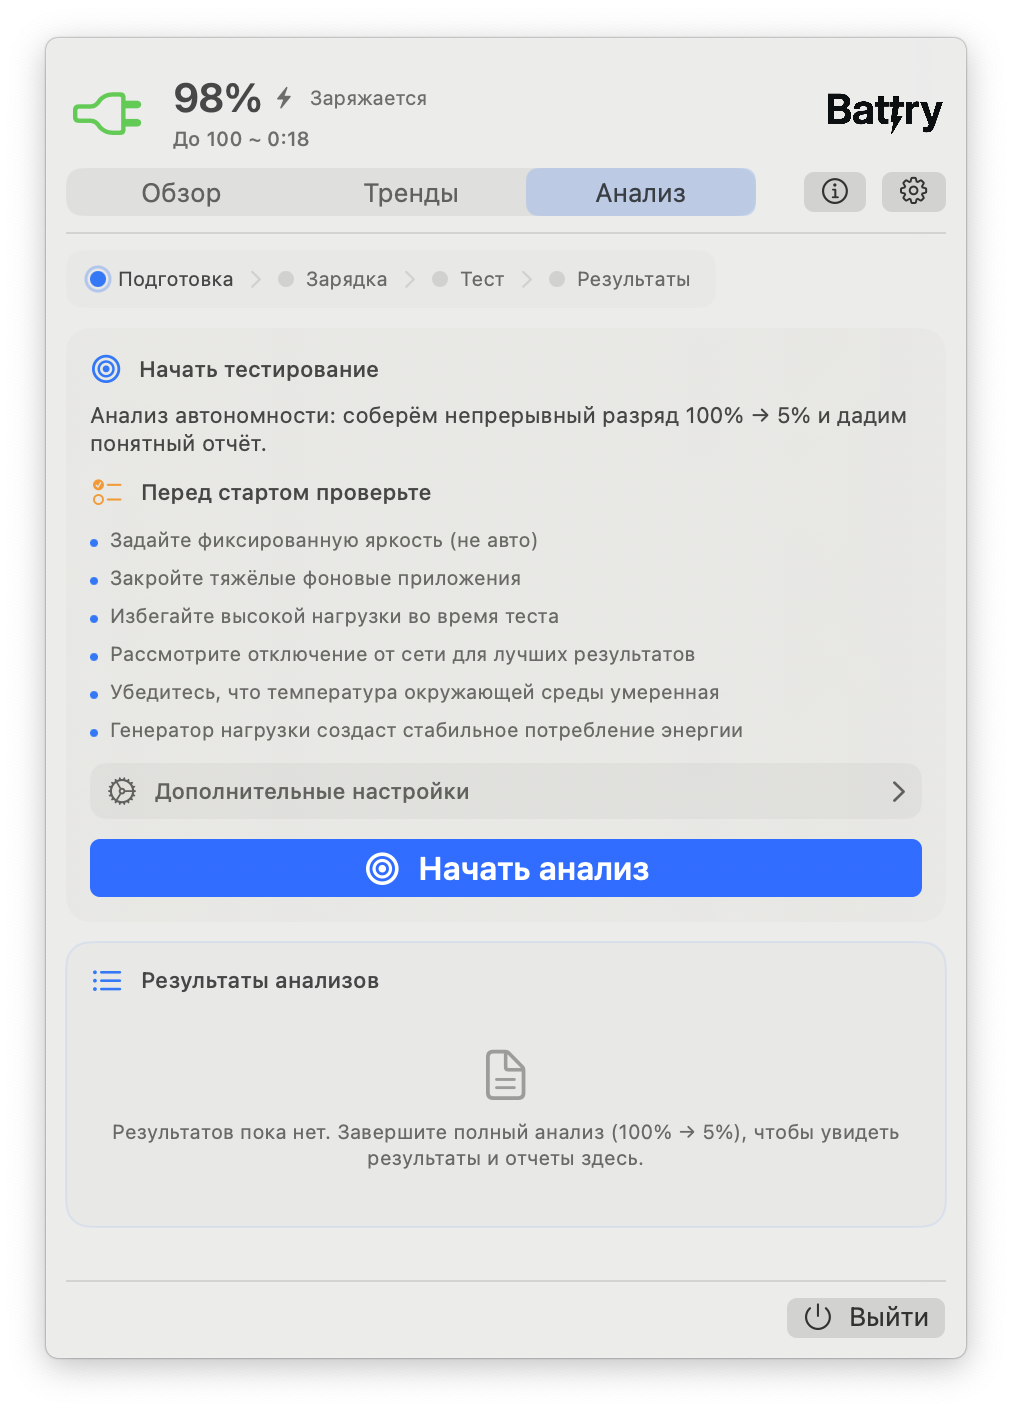 98% Заряжается
До 100 ~ 0:18
Battry
Обзор Тренды Анализ
Подготовка Зарядка Тест Результаты
Начать тестирование
Анализ автономности: соберём непрерывный разряд 100% → 5% и дадим
понятный отчёт.
Перед стартом проверьте
• Задайте фиксированную яркость (не авто)
• Закройте тяжёлые фоновые приложения
• Избегайте высокой нагрузки во время теста
• Рассмотрите отключение от сети для лучших результатов
• Убедитесь, что температура окружающей среды умеренная
• Генератор нагрузки создаст стабильное потребление энергии
Дополнительные настройки
Начать анализ
Результаты анализов
Результатов пока нет. Завершите полный анализ (100% → 5%), чтобы увидеть
результаты и отчеты здесь.
Выйти